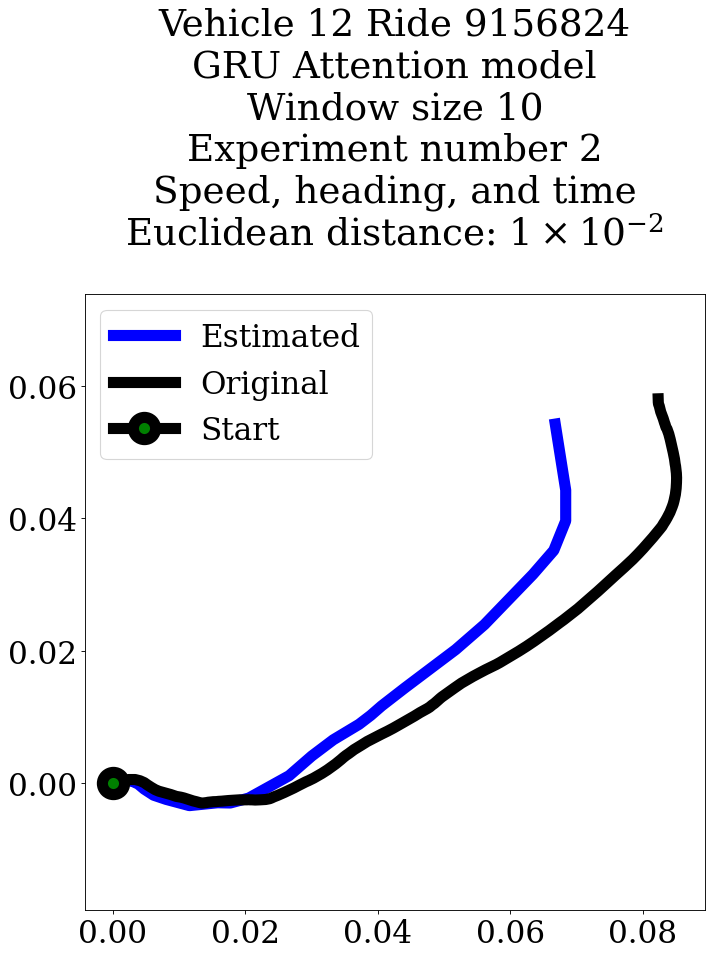 Vehicle 12 Ride 9156824
GRU Attention model
Window size 10
Experiment number 2
Speed, heading, and time
Euclidean distance: 1 × 10⁻²
Estimated
Original
Start
0.06
0.04
0.02
0.00
0.00 0.02 0.04 0.06 0.08